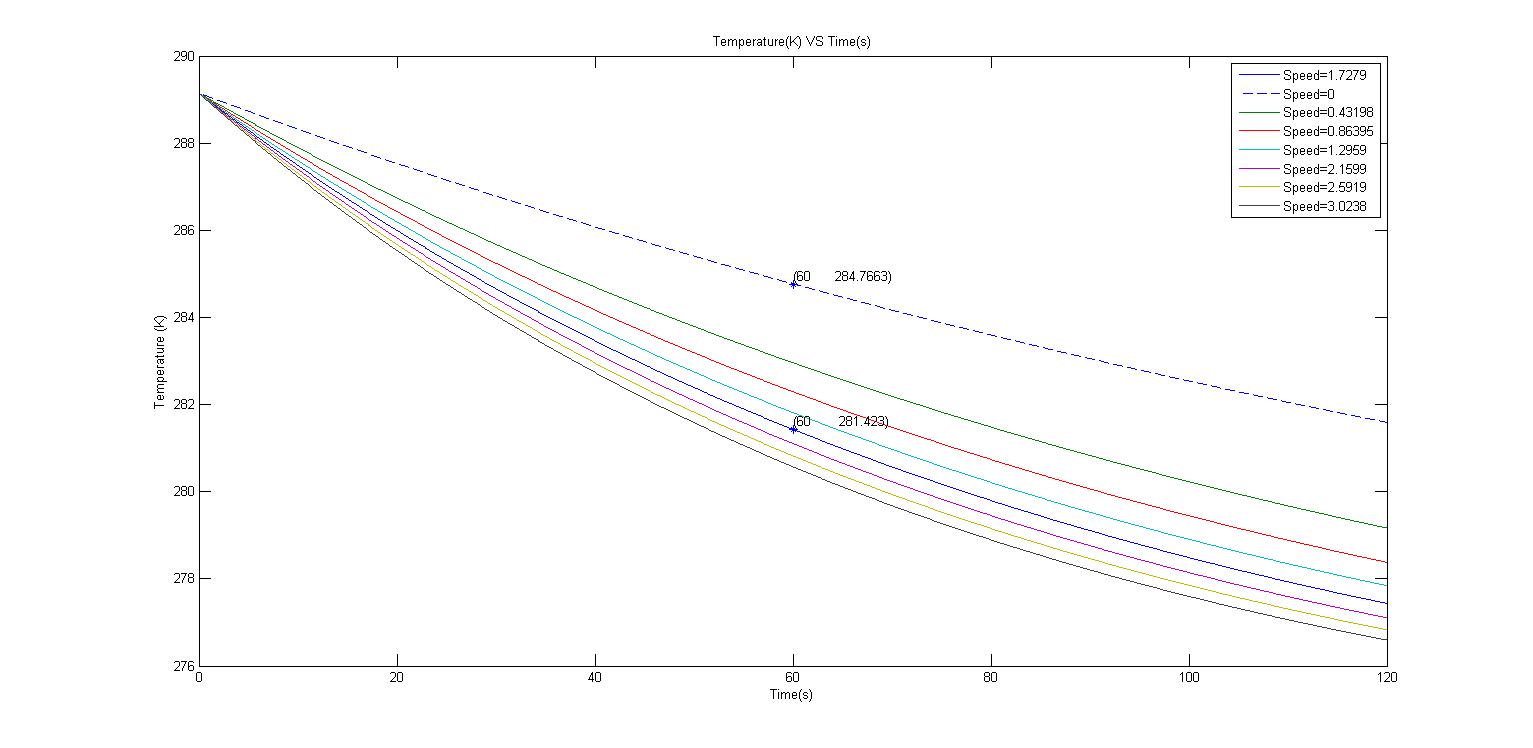 Temperature(K) VS Time(s)
290
288
286
284
282
280
278
276
Temperature (K)
Speed=1.7279
Speed=0
Speed=0.43198
Speed=0.86395
Speed=1.2959
Speed=2.1599
Speed=2.5919
Speed=3.0238
(60 284.7663)
(60 281.423)
0 20 40 60 80 100 120
Time(s)